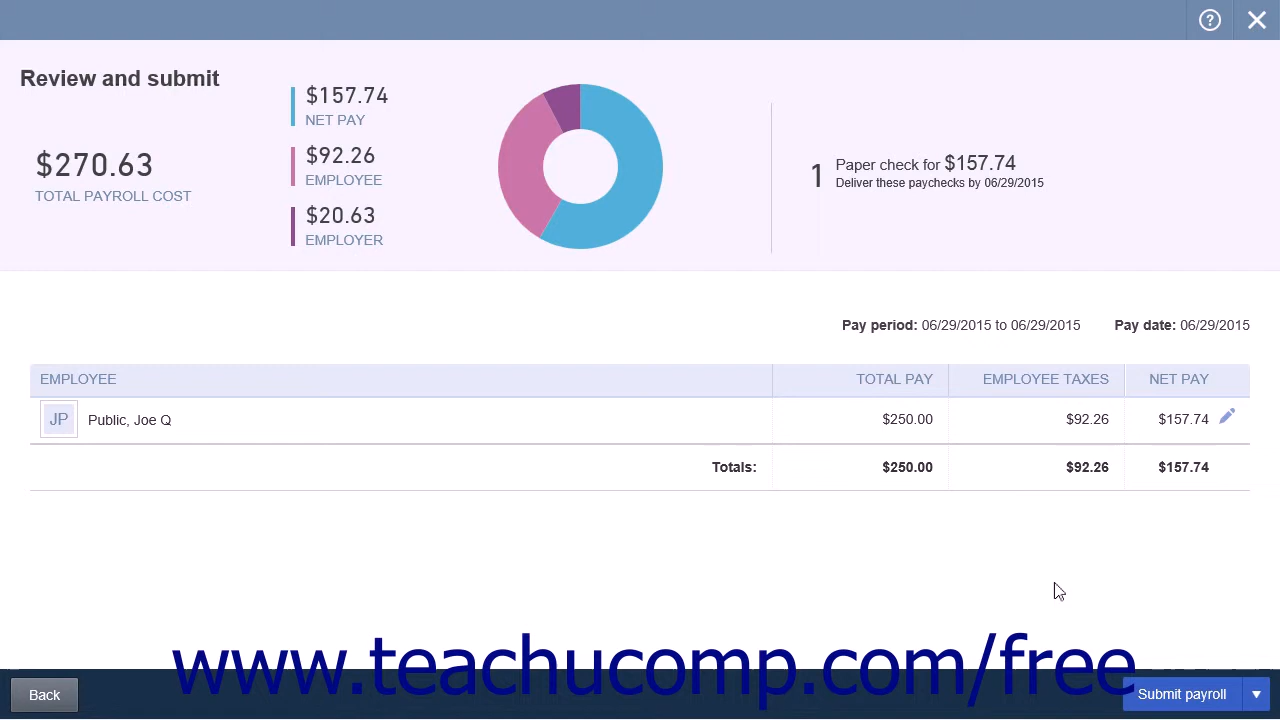 ?
Review and submit
$270.63
TOTAL PAYROLL COST
$157.74
NET PAY
$92.26
EMPLOYEE
$20.63
EMPLOYER
1 Paper check for $157.74
Deliver these paychecks by 06/29/2015
Pay period: 06/29/2015 to 06/29/2015 Pay date: 06/29/2015
EMPLOYEE TOTAL PAY EMPLOYEE TAXES NET PAY
JP Public, Joe Q $250.00 $92.26 $157.74
Totals: $250.00 $92.26 $157.74
www.teachucomp.com/free
Back Submit payroll